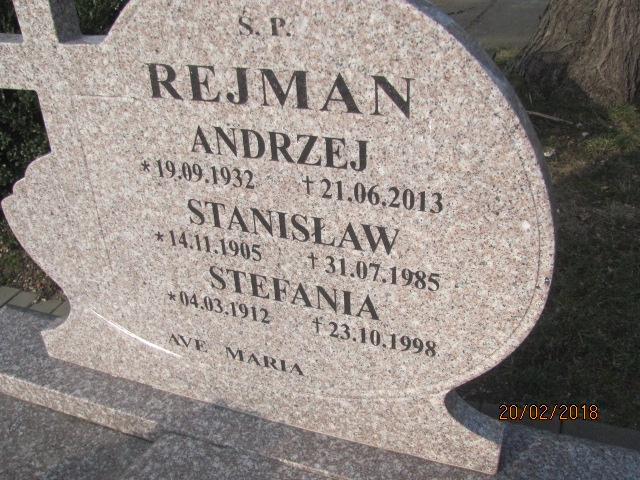 S. P.
REJMAN
ANDRZEJ
*19.09.1932 †21.06.2013
STANISŁAW
*14.11.1905 †31.07.1985
STEFANIA
*04.03.1912 †23.10.1998
AVE MARIA
20/02/2018